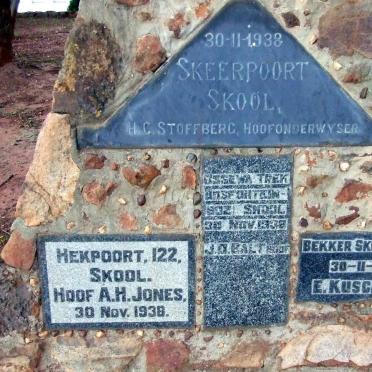 30-11-1938
SKEERPOORT
SKOOL,
H.C. STOFFBERG, HOOFONDERWYSER
OSSEWA TREK
SKOOL
30 NOV. 1938
HEKPOORT, 122,
SKOOL.
HOOF A.H. JONES,
30 NOV. 1938.
BEKKER SK
30-11-
E. KUSC